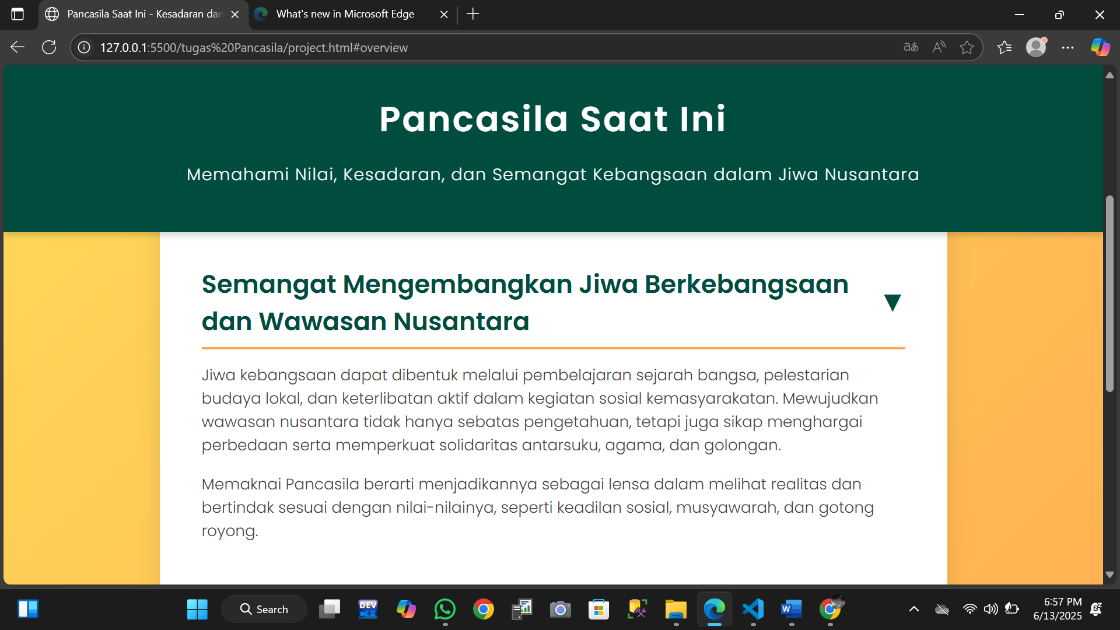 Pancasila Saat Ini - Kesadaran dan
What's new in Microsoft Edge
127.0.0.1:5500/tugas%20Pancasila/project.html#overview
Pancasila Saat Ini
Memahami Nilai, Kesadaran, dan Semangat Kebangsaan dalam Jiwa Nusantara
Semangat Mengembangkan Jiwa Berkebangsaan
dan Wawasan Nusantara
Jiwa kebangsaan dapat dibentuk melalui pembelajaran sejarah bangsa, pelestarian
budaya lokal, dan keterlibatan aktif dalam kegiatan sosial kemasyarakatan. Mewujudkan
wawasan nusantara tidak hanya sebatas pengetahuan, tetapi juga sikap menghargai
perbedaan serta memperkuat solidaritas antarsuku, agama, dan golongan.
Memaknai Pancasila berarti menjadikannya sebagai lensa dalam melihat realitas dan
bertindak sesuai dengan nilai-nilainya, seperti keadilan sosial, musyawarah, dan gotong
royong.
Search
DEV
6:57 PM
6/13/2025